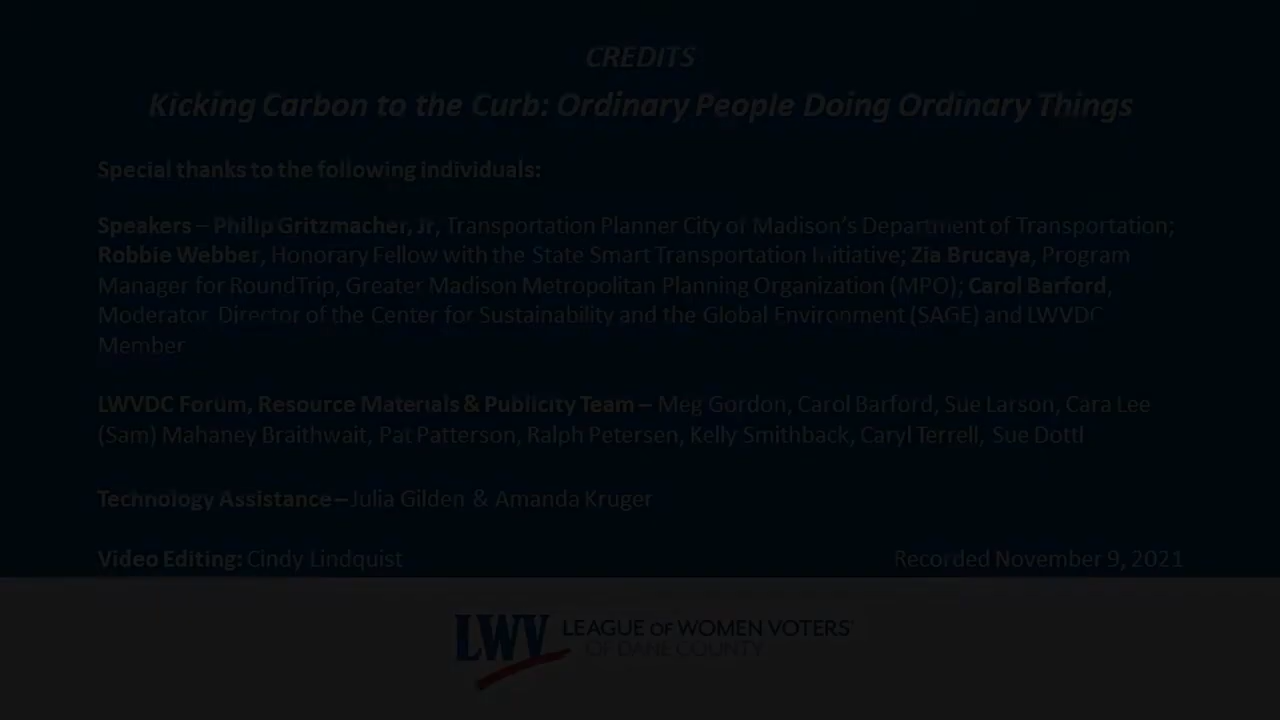 CREDITS
Kicking Carbon to the Curb: Ordinary People Doing Ordinary Things
Special thanks to the following individuals:
Speakers – Philip Gritzmacher, Jr, Transportation Planner City of Madison's Department of Transportation;
Robbie Webber, Honorary Fellow with the State Smart Transportation Initiative; Zia Brucaya, Program
Manager for RoundTrip, Greater Madison Metropolitan Planning Organization (MPO); Carol Barford,
Moderator, Director of the Center for Sustainability and the Global Environment (SAGE) and LWVDC
Member
LWVDC Forum, Resource Materials & Publicity Team – Meg Gordon, Carol Barford, Sue Larson, Cara Lee
(Sam) Mahaney Braithwait, Pat Patterson, Ralph Petersen, Kelly Smithback, Caryl Terrell, Sue Dottl
Technology Assistance – Julia Gilden & Amanda Kruger
Video Editing: Cindy Lindquist
Recorded November 9, 2021
LWV LEAGUE OF WOMEN VOTERS®
OF DANE COUNTY